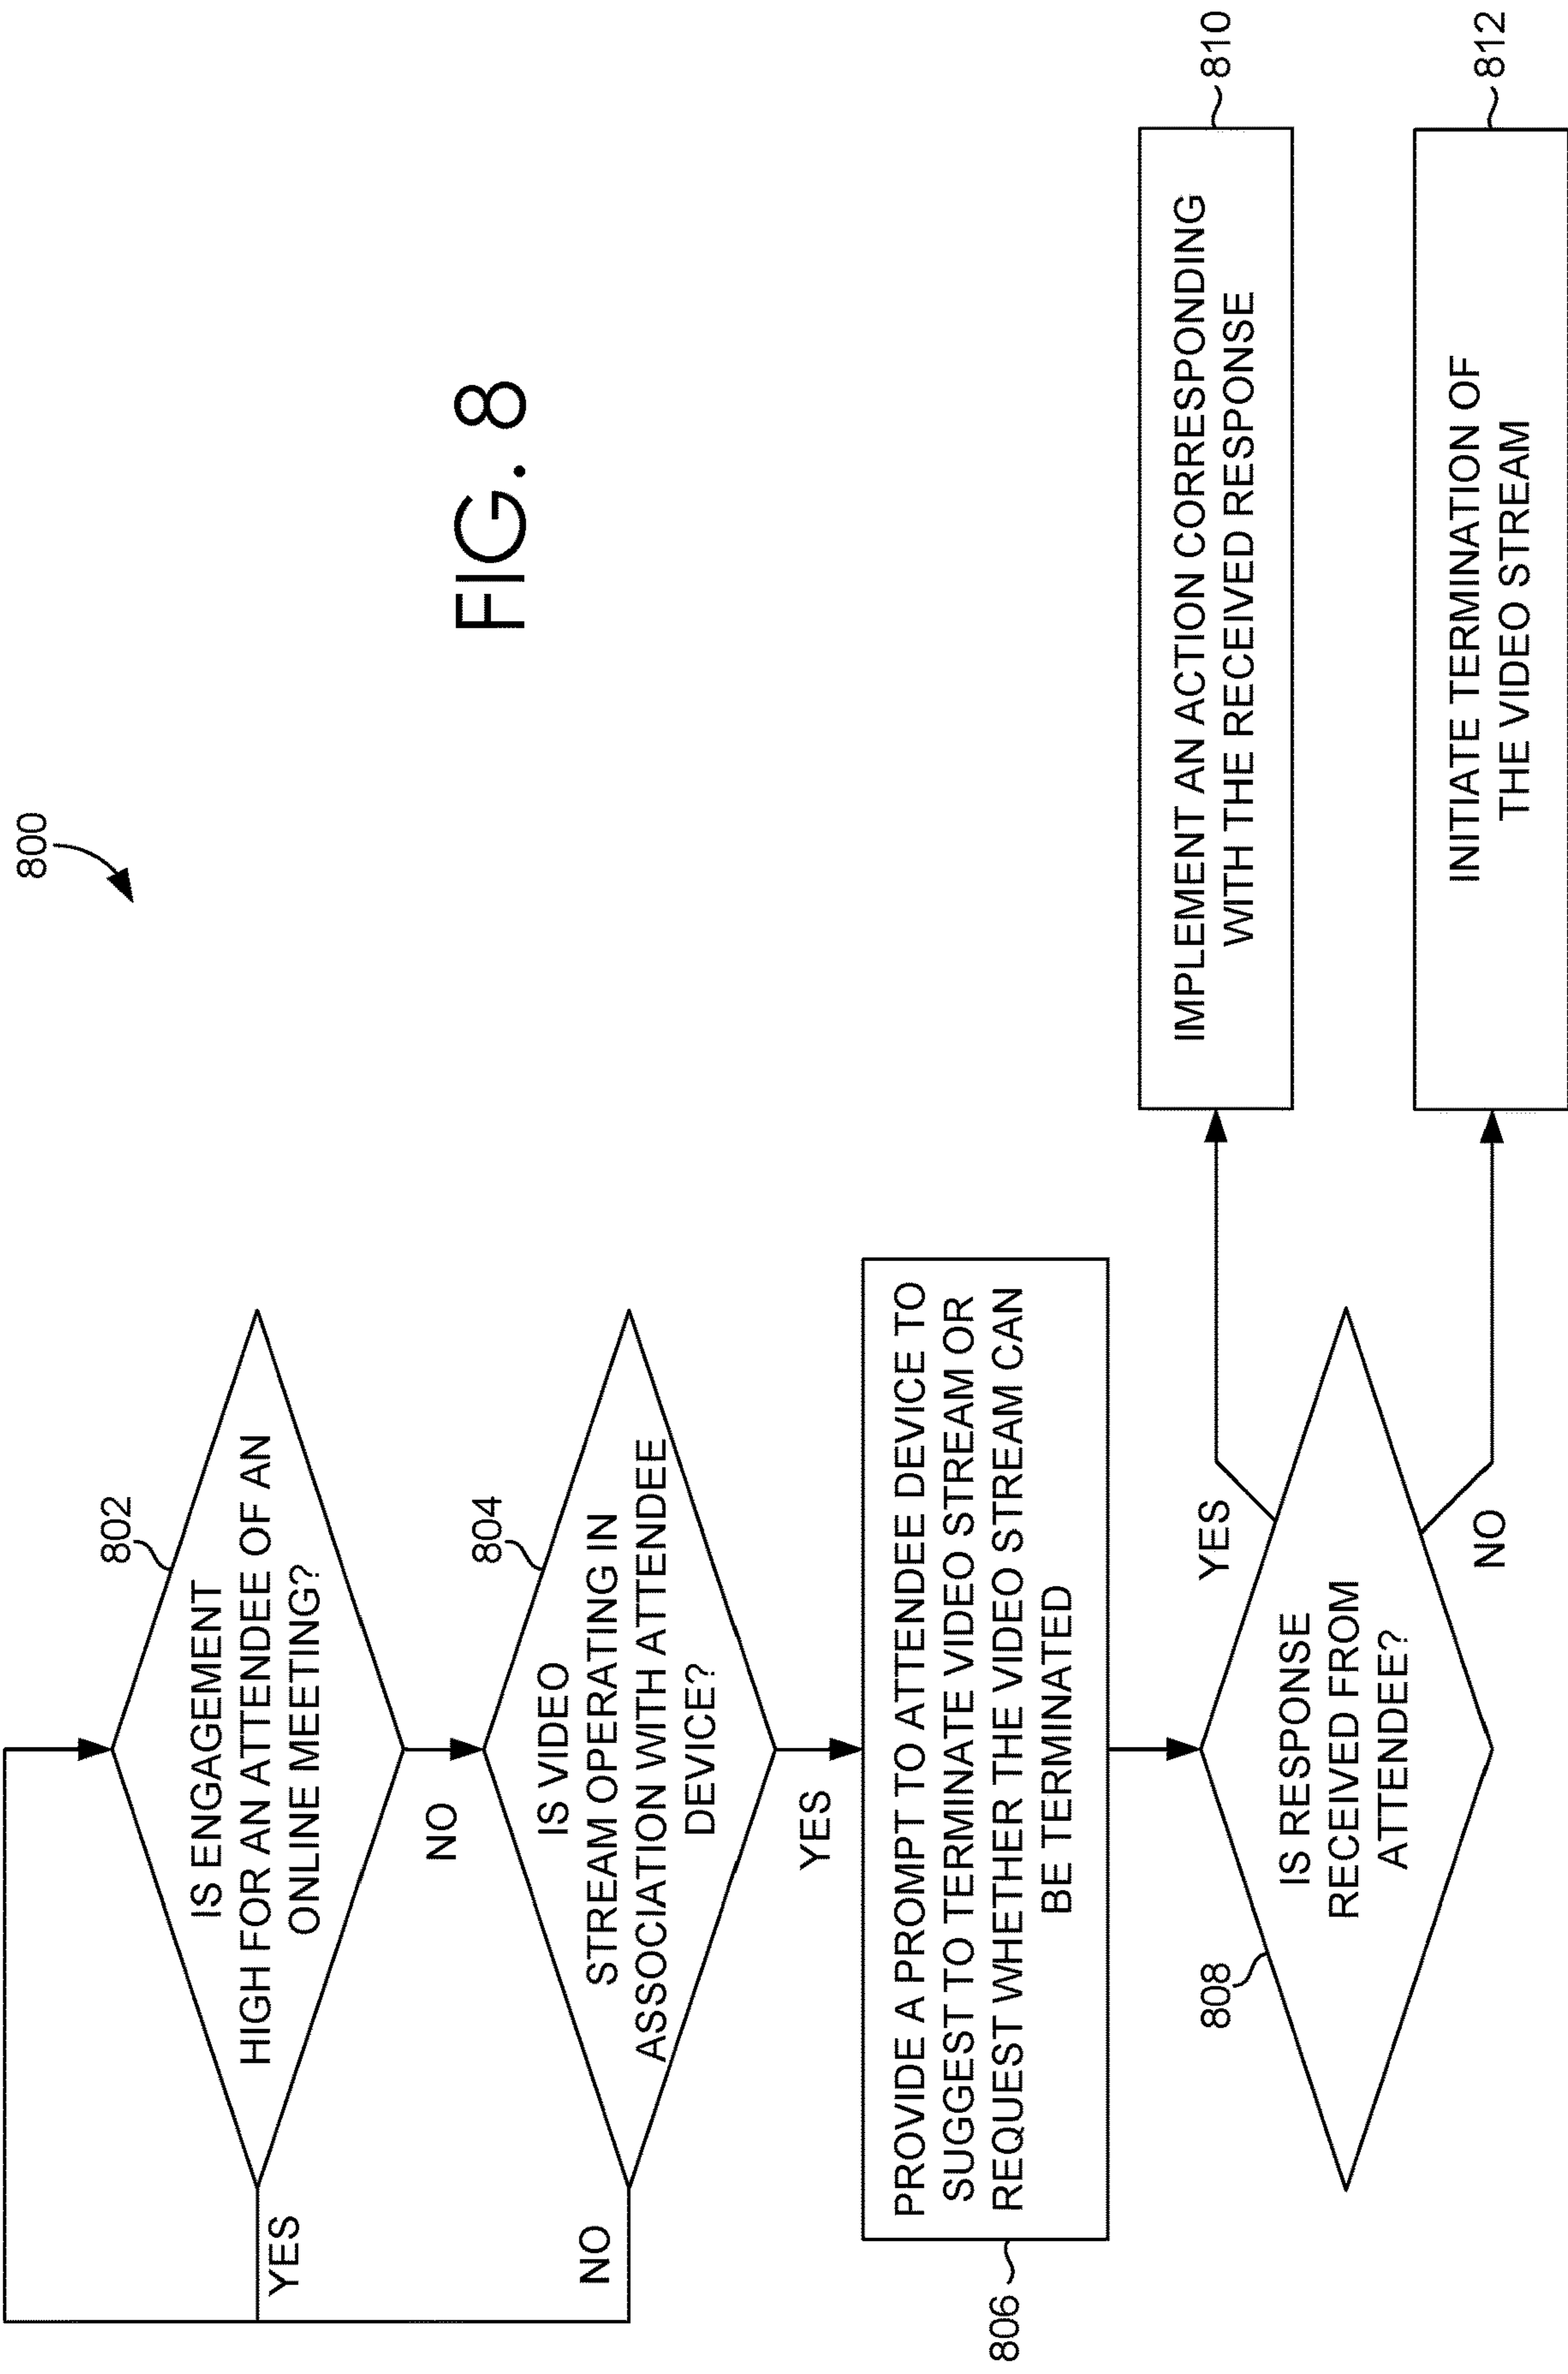 800
802
IS ENGAGEMENT
HIGH FOR AN ATTENDEE OF AN
ONLINE MEETING?
YES
NO
804
IS VIDEO
STREAM OPERATING IN
ASSOCIATION WITH ATTENDEE
DEVICE?
NO
YES
806
PROVIDE A PROMPT TO ATTENDEE DEVICE TO
SUGGEST TO TERMINATE VIDEO STREAM OR
REQUEST WHETHER THE VIDEO STREAM CAN
BE TERMINATED
808
IS RESPONSE
RECEIVED FROM
ATTENDEE?
YES
NO
IMPLEMENT AN ACTION CORRESPONDING
WITH THE RECEIVED RESPONSE
810
INITIATE TERMINATION OF
THE VIDEO STREAM
812
FIG. 8